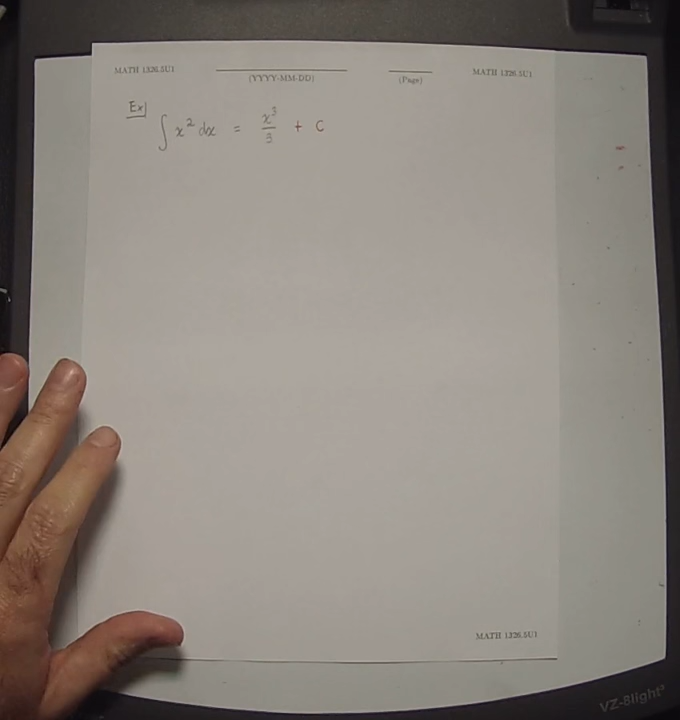 MATH 1326.5U1 (YYYY-MM-DD) (Page) MATH 1326.5U1
Ex)
∫ x² dx = x³/3 + C
MATH 1326.5U1
VZ-8light³